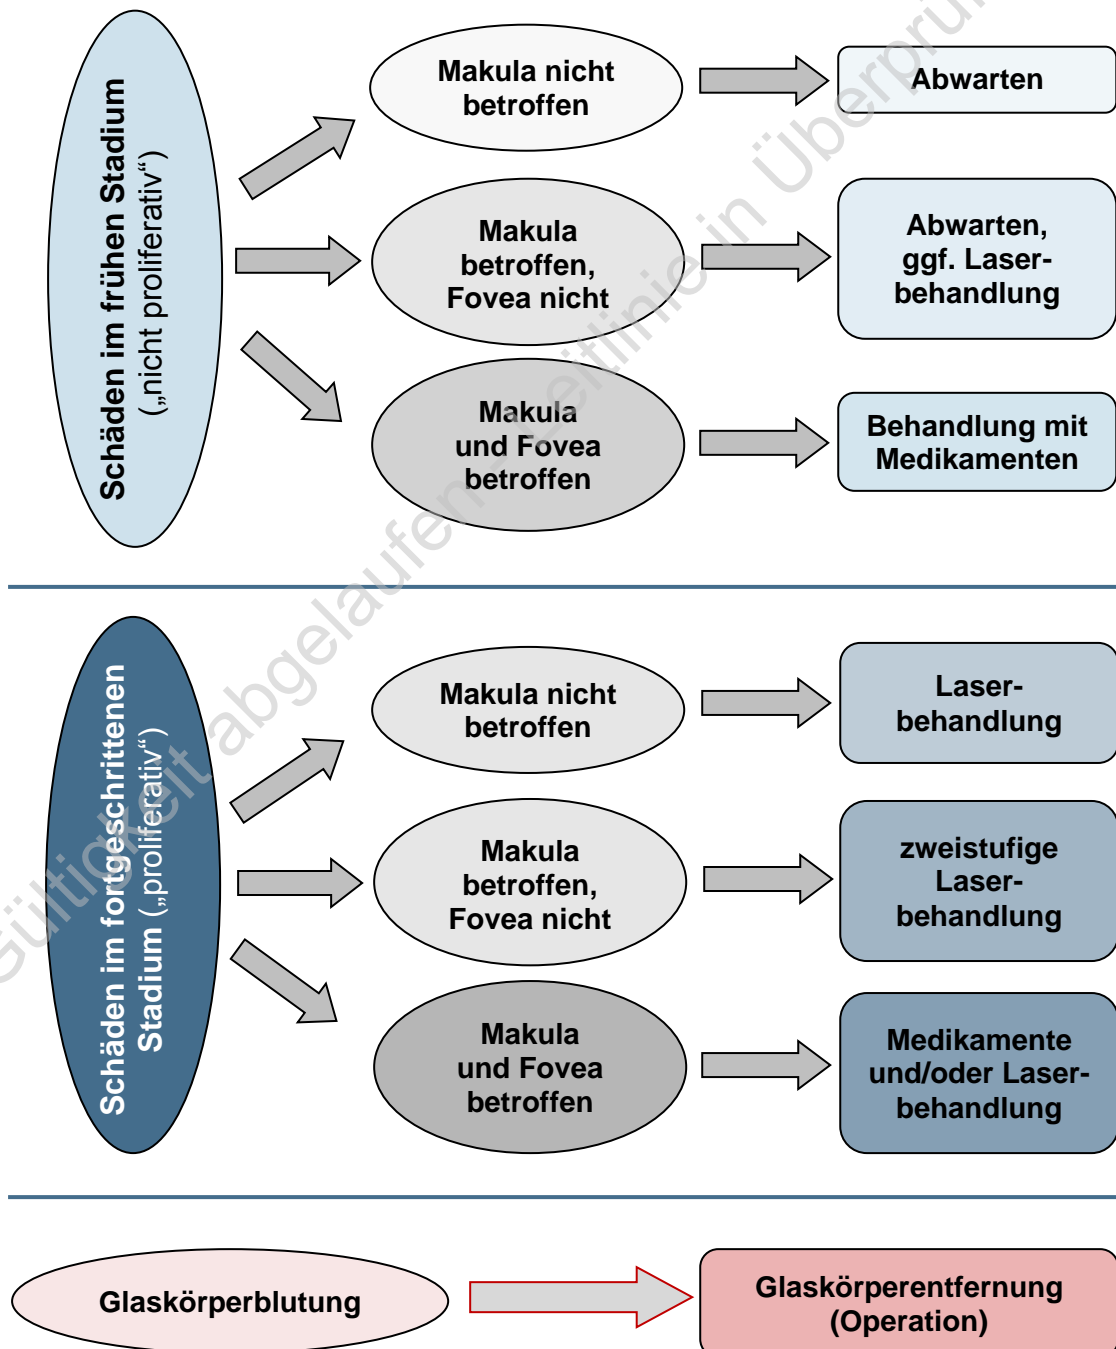 Schäden im frühen Stadium
(„nicht proliferativ“)
Makula nicht
betroffen
Abwarten
Makula
betroffen,
Fovea nicht
Abwarten,
ggf. Laser-
behandlung
Makula
und Fovea
betroffen
Behandlung mit
Medikamenten
Schäden im fortgeschrittenen
Stadium („proliferativ“)
Makula nicht
betroffen
Laser-
behandlung
Makula
betroffen,
Fovea nicht
zweistufige
Laser-
behandlung
Makula
und Fovea
betroffen
Medikamente
und/oder Laser-
behandlung
Glaskörperblutung
Glaskörperentfernung
(Operation)
Gültigkeit abgelaufen - Leitlinie in